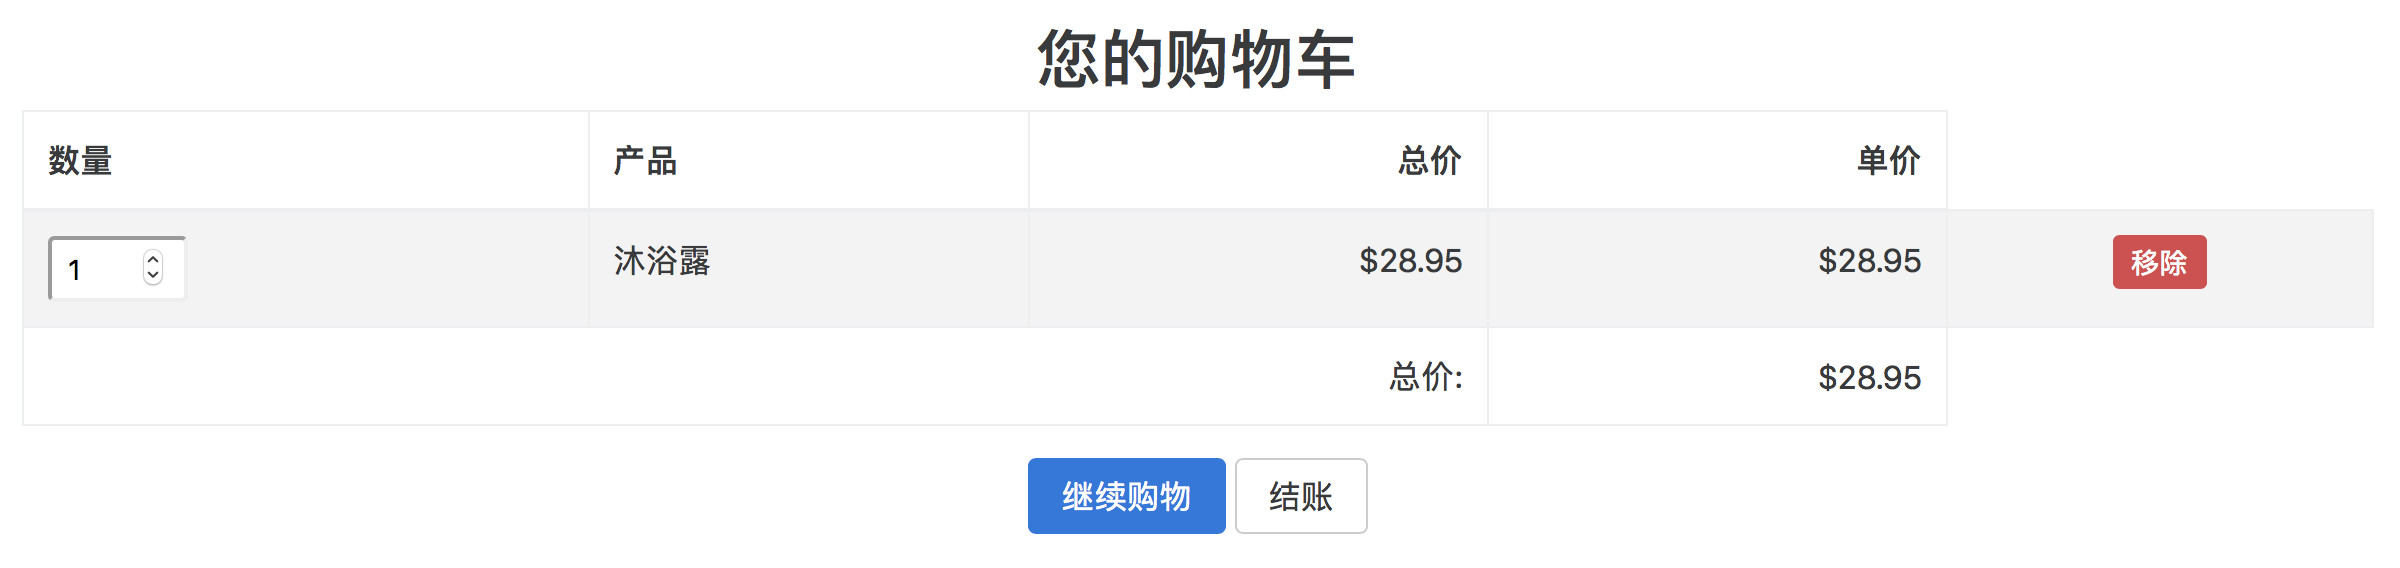 您的购物车
数量 产品 总价 单价
1 沐浴露 $28.95 $28.95 移除
总价: $28.95
继续购物 结账